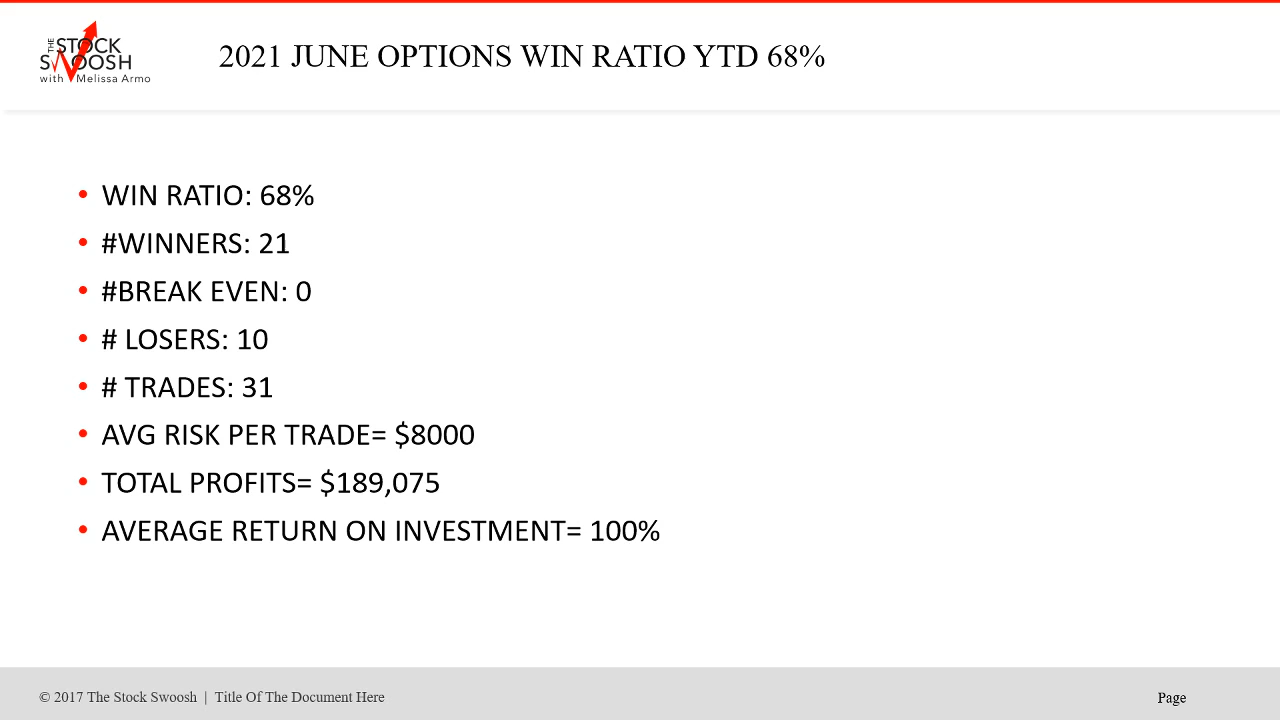 THE STOCK
SWOOSH
with Melissa Armo
2021 JUNE OPTIONS WIN RATIO YTD 68%
• WIN RATIO: 68%
• #WINNERS: 21
• #BREAK EVEN: 0
• # LOSERS: 10
• # TRADES: 31
• AVG RISK PER TRADE= $8000
• TOTAL PROFITS= $189,075
• AVERAGE RETURN ON INVESTMENT= 100%
© 2017 The Stock Swoosh | Title Of The Document Here
Page